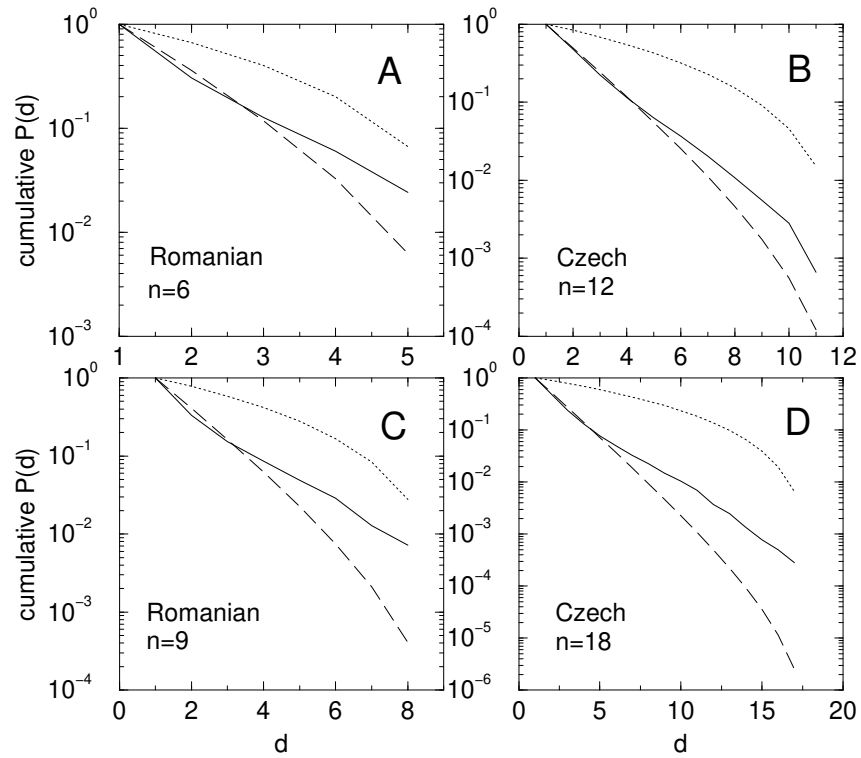 A
cumulative P(d)
10^0
10^-1
10^-2
10^-3
1 2 3 4 5
Romanian
n=6
B
10^0
10^-1
10^-2
10^-3
10^-4
0 2 4 6 8 10 12
Czech
n=12
C
cumulative P(d)
10^0
10^-1
10^-2
10^-3
10^-4
0 2 4 6 8
d
Romanian
n=9
D
10^0
10^-1
10^-2
10^-3
10^-4
10^-5
10^-6
0 5 10 15 20
d
Czech
n=18